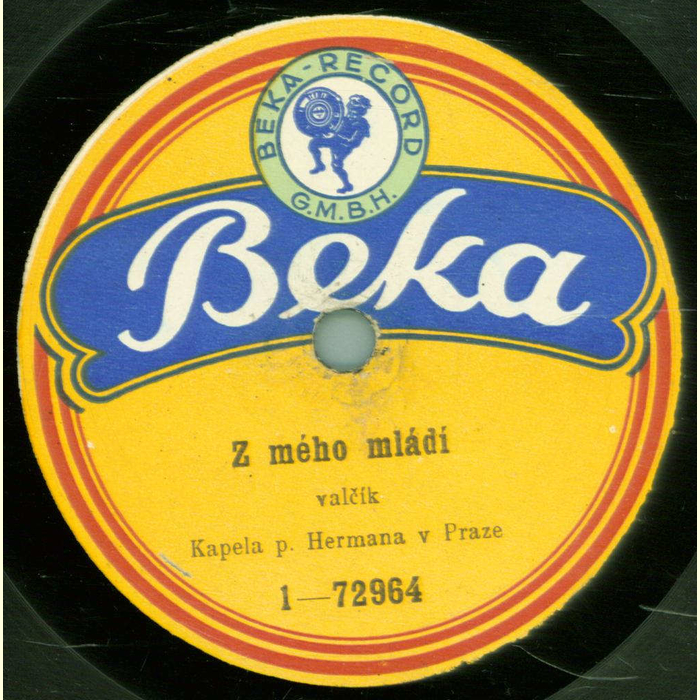 BEKA-RECORD
G.M.B.H.
Beka
Z mého mládí
valčík
Kapela p. Hermana v Praze
1—72964